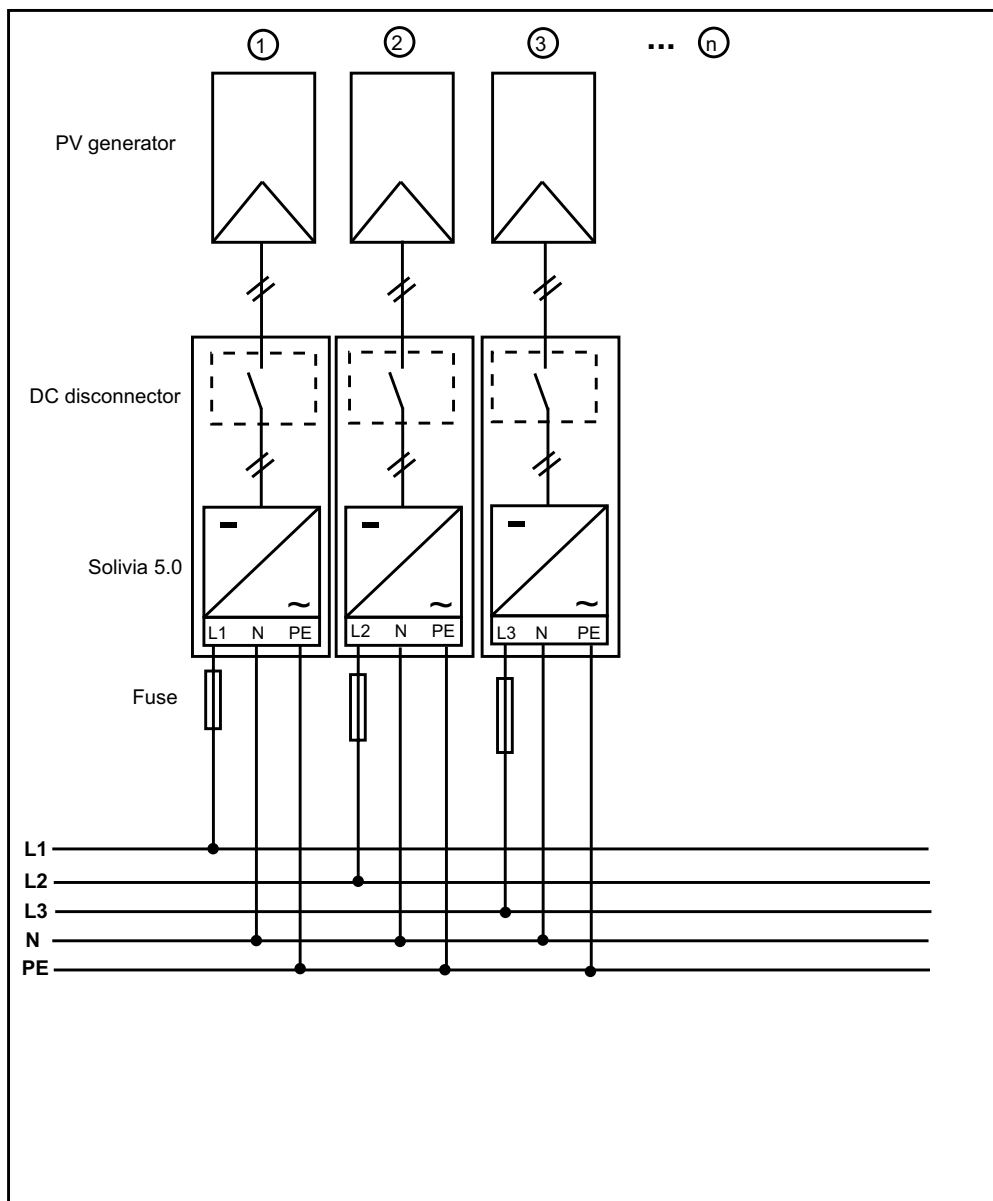 1 2 3 ... n
PV generator
DC disconnector
Solivia 5.0
L1 N PE L2 N PE L3 N PE
Fuse
L1
L2
L3
N
PE